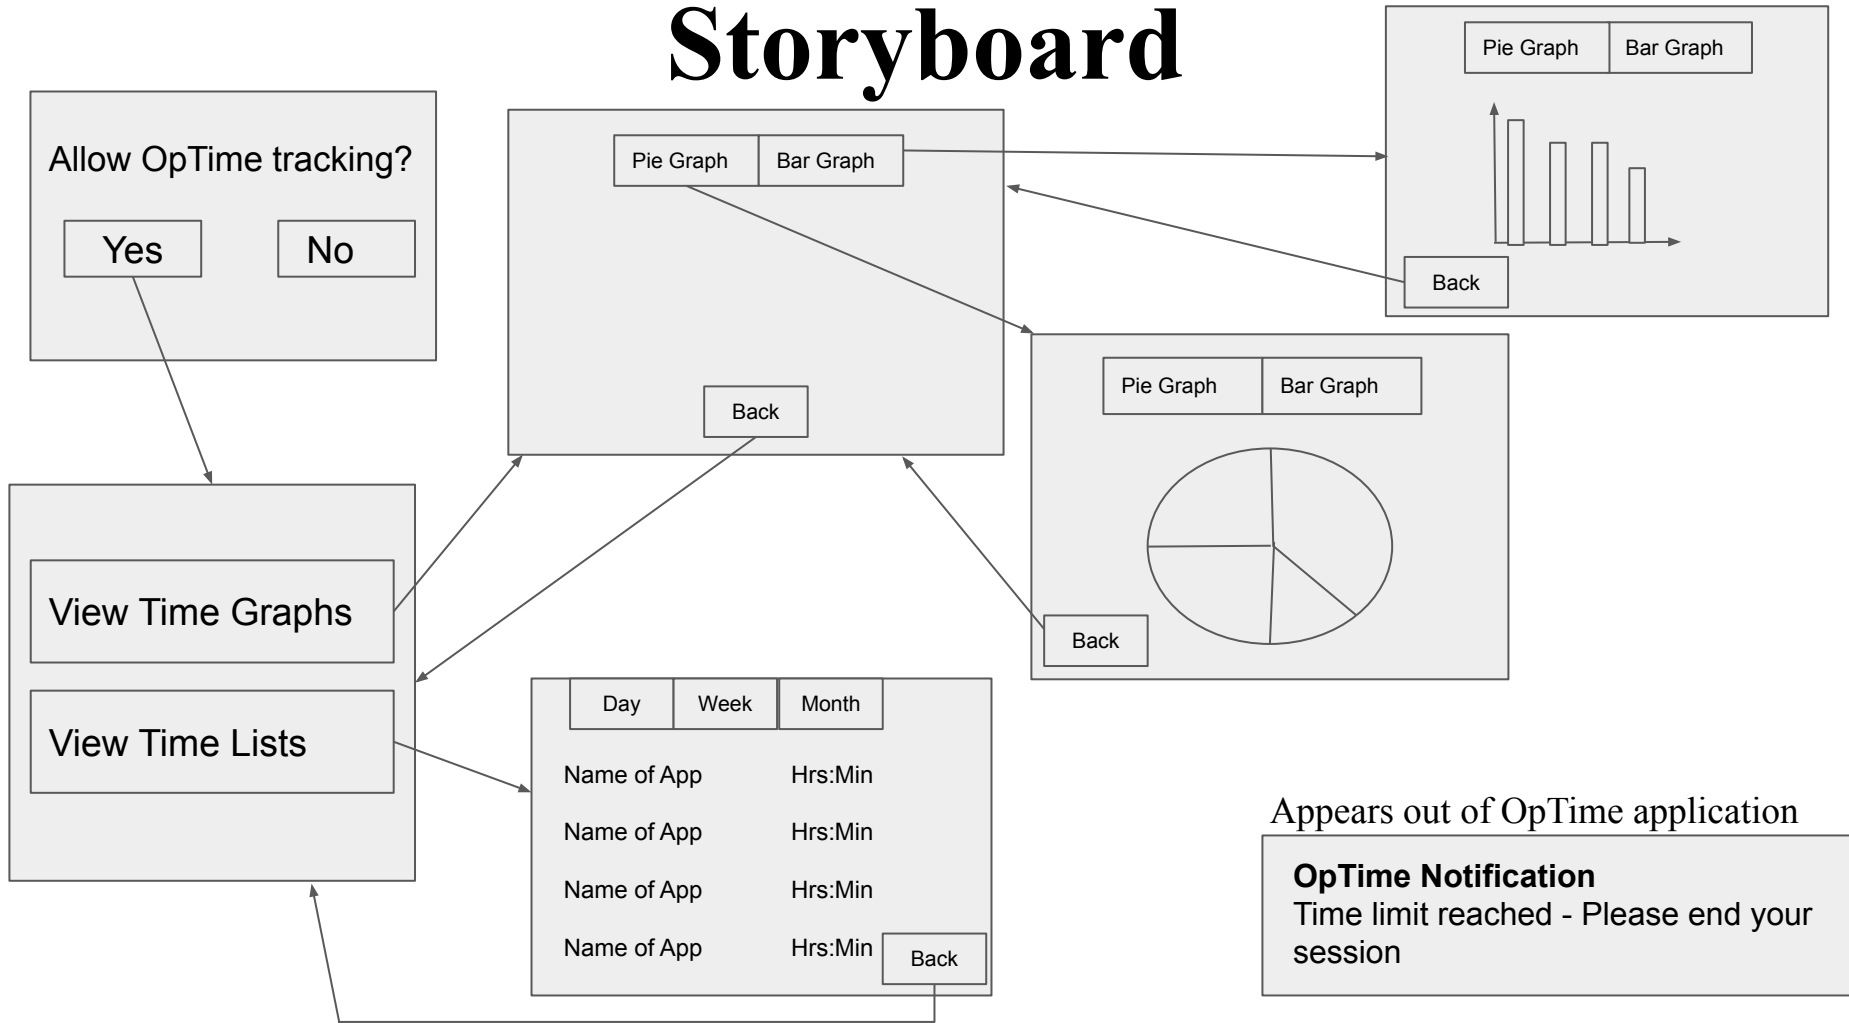 Storyboard
Allow OpTime tracking?
Yes
No
Pie Graph
Bar Graph
Back
Pie Graph
Bar Graph
Back
Pie Graph
Bar Graph
Back
View Time Graphs
View Time Lists
Day
Week
Month
Name of App
Hrs:Min
Name of App
Hrs:Min
Name of App
Hrs:Min
Name of App
Hrs:Min
Back
Appears out of OpTime application
OpTime Notification
Time limit reached - Please end your
session